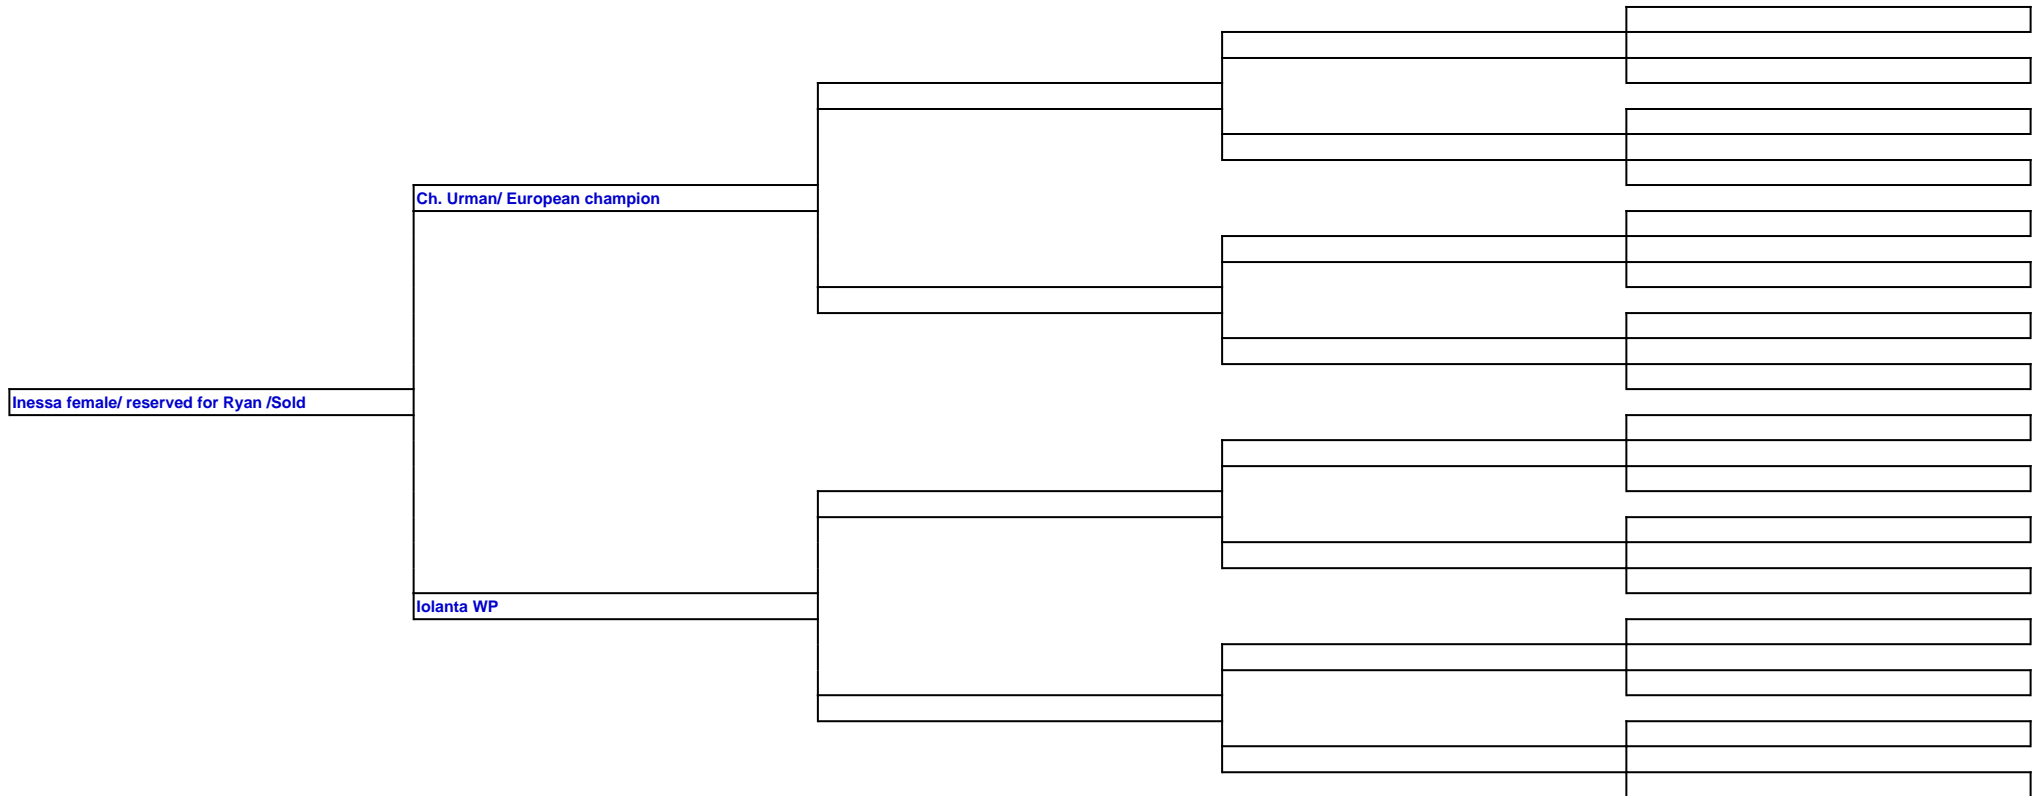 Ch. Urman/ European champion
Inessa female/ reserved for Ryan /Sold
Iolanta WP